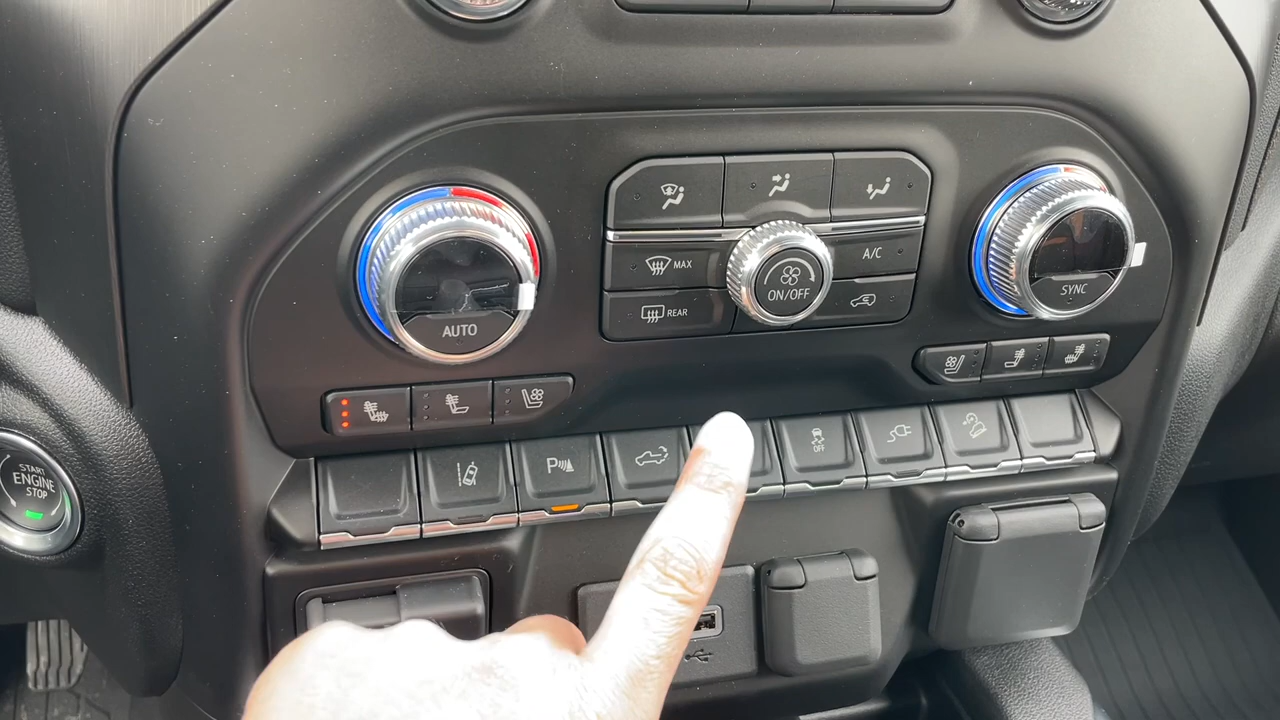 MAX
A/C
REAR
ON/OFF
AUTO
SYNC
START
ENGINE
STOP
P
OFF